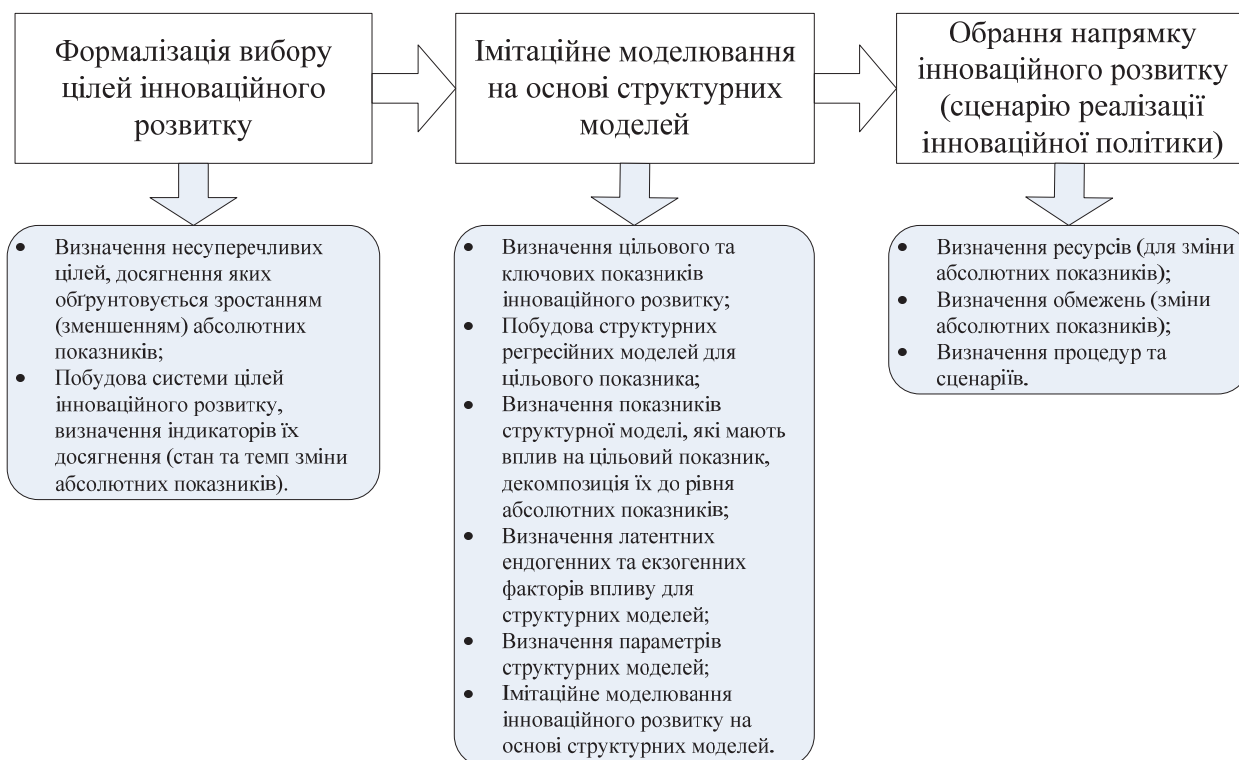 Формалізація вибору
цілей інноваційного
розвитку
Імітаційне моделювання
на основі структурних
моделей
Обрання напрямку
інноваційного розвитку
(сценарію реалізації
інноваційної політики)
• Визначення несуперечливих
цілей, досягнення яких
обґрунтовується зростанням
(зменшенням) абсолютних
показників;
• Побудова системи цілей
інноваційного розвитку,
визначення індикаторів їх
досягнення (стан та темп зміни
абсолютних показників).
• Визначення цільового та
ключових показників
інноваційного розвитку;
• Побудова структурних
регресійних моделей для
цільового показника;
• Визначення показників
структурної моделі, які мають
вплив на цільовий показник,
декомпозиція їх до рівня
абсолютних показників;
• Визначення латентних
ендогенних та екзогенних
факторів впливу для
структурних моделей;
• Визначення параметрів
структурних моделей;
• Імітаційне моделювання
інноваційного розвитку на
основі структурних моделей.
• Визначення ресурсів (для зміни
абсолютних показників);
• Визначення обмежень (зміни
абсолютних показників);
• Визначення процедур та
сценаріїв.